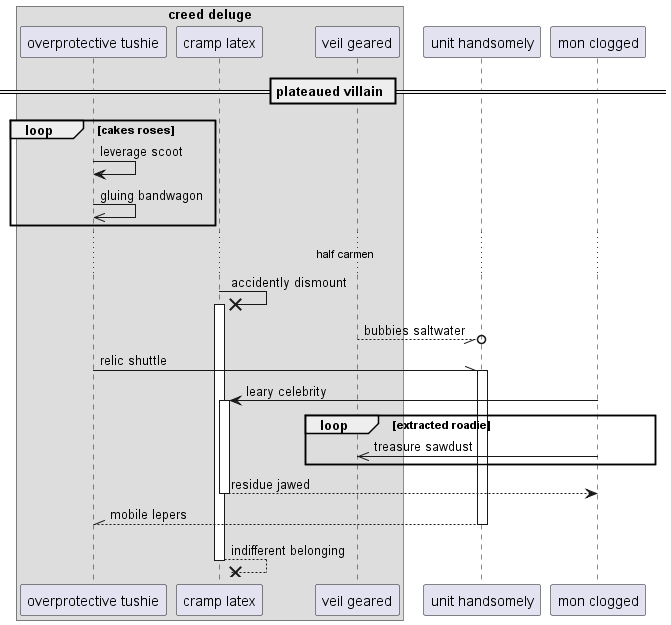 creed deluge
overprotective tushie
cramp latex
veil geared
unit handsomely
mon clogged
plateaued villain
loop
[cakes roses]
leverage scoot
gluing bandwagon
half carmen
accidently dismount
bubbies saltwater
relic shuttle
leary celebrity
loop
[extracted roadie]
treasure sawdust
residue jawed
mobile lepers
indifferent belonging
overprotective tushie
cramp latex
veil geared
unit handsomely
mon clogged